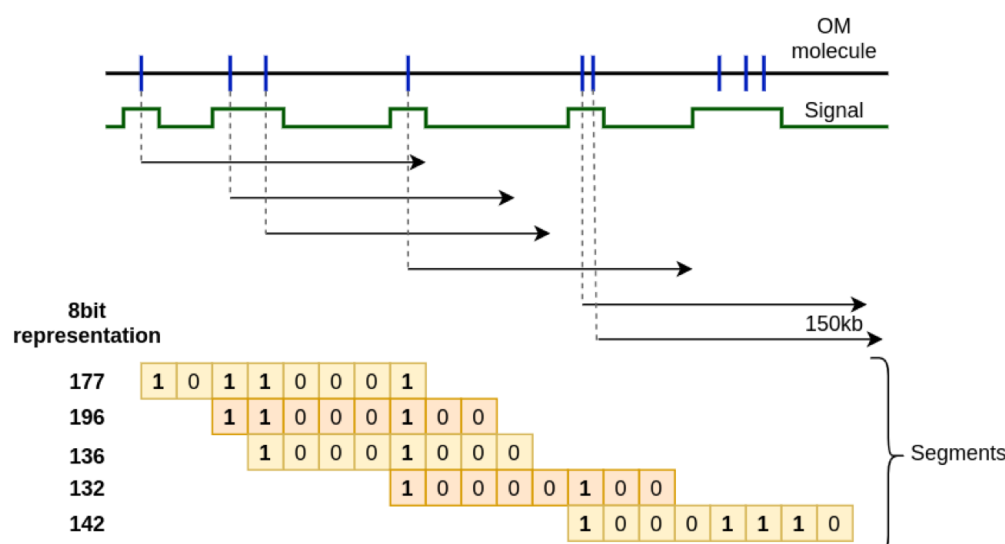 OM
molecule
Signal
150kb
8bit
representation
177 1 0 1 1 0 0 0 1
196 1 1 0 0 0 1 0 0
136 1 0 0 0 1 0 0 0
Segments
132 1 0 0 0 0 1 0 0
142 1 0 0 0 1 1 1 0